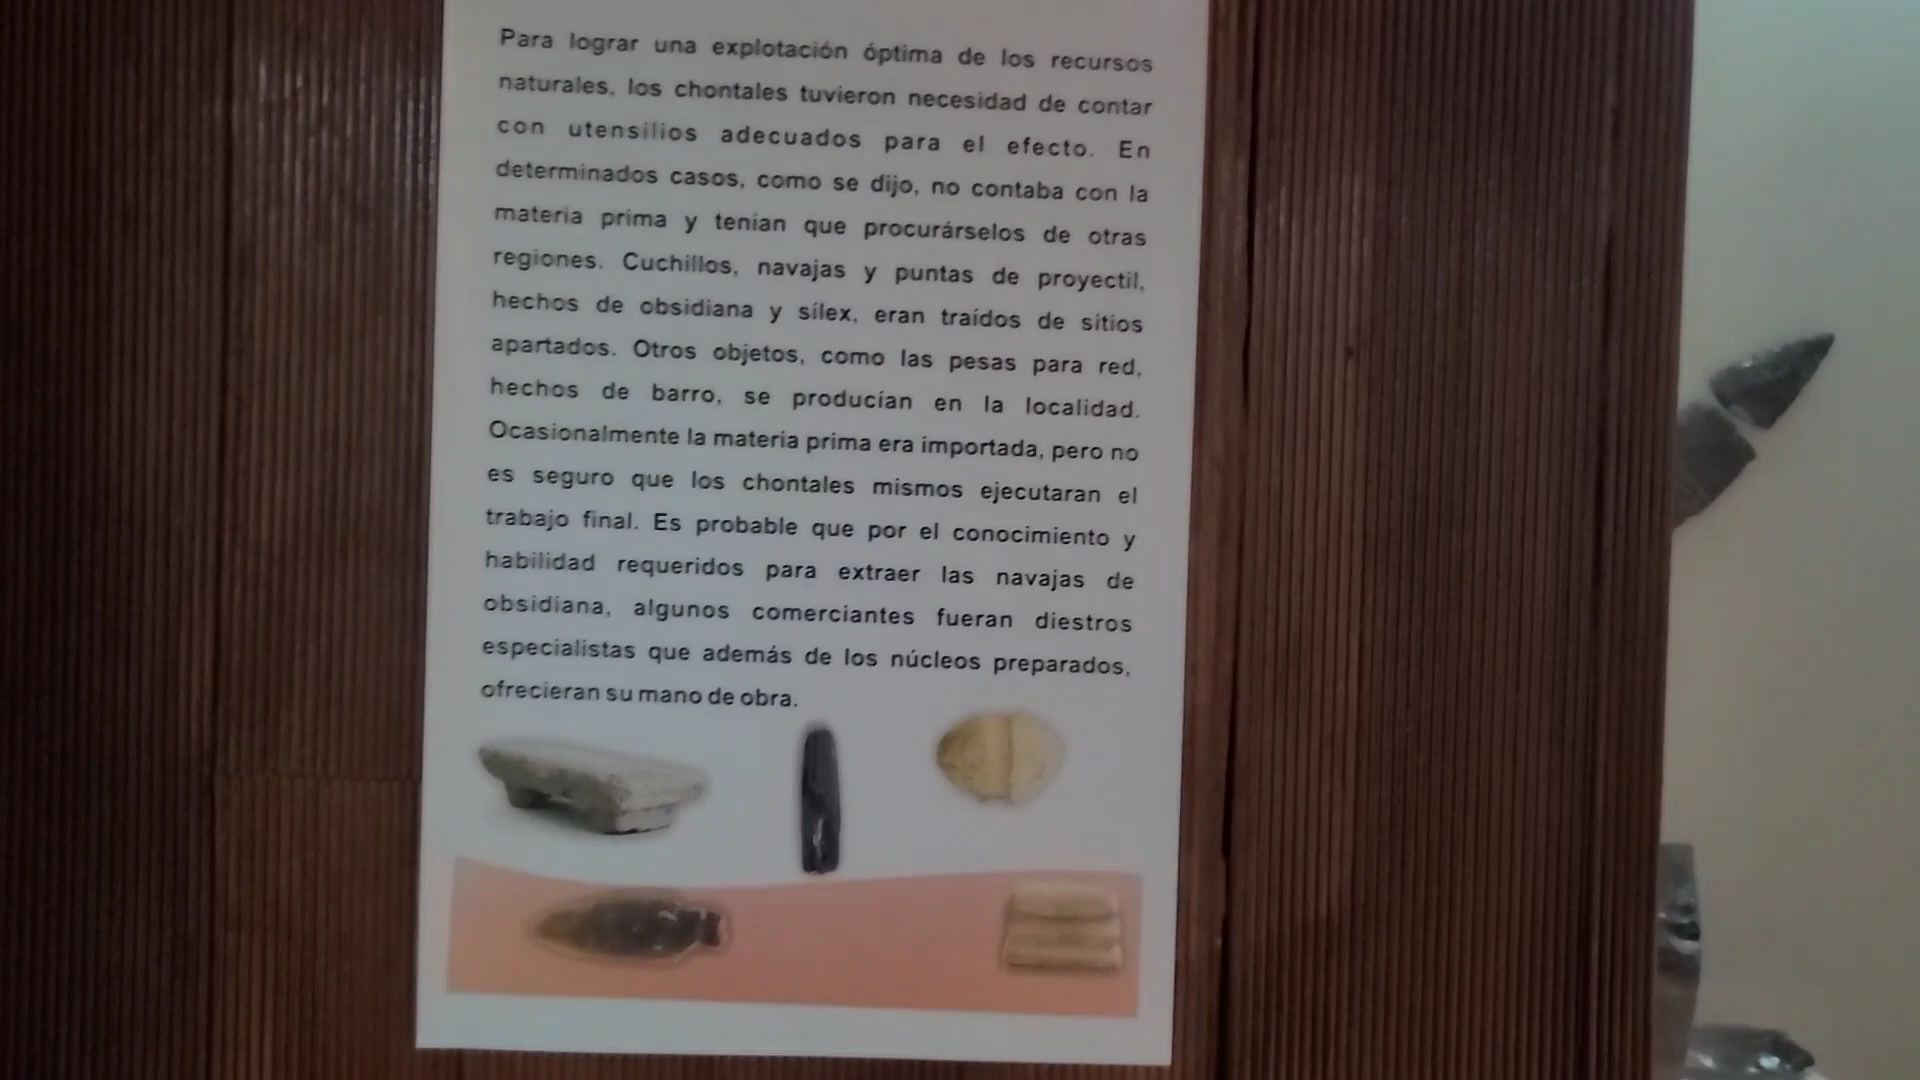 Para lograr una explotación óptima de los recursos
naturales, los chontales tuvieron necesidad de contar
con utensilios adecuados para el efecto. En
determinados casos, como se dijo, no contaba con la
materia prima y tenían que procurárselos de otras
regiones. Cuchillos, navajas y puntas de proyectil,
hechos de obsidiana y sílex, eran traídos de sitios
apartados. Otros objetos, como las pesas para red,
hechos de barro, se producían en la localidad.
Ocasionalmente la materia prima era importada, pero no
es seguro que los chontales mismos ejecutaran el
trabajo final. Es probable que por el conocimiento y
habilidad requeridos para extraer las navajas de
obsidiana, algunos comerciantes fueran diestros
especialistas que además de los núcleos preparados,
ofrecieran su mano de obra.